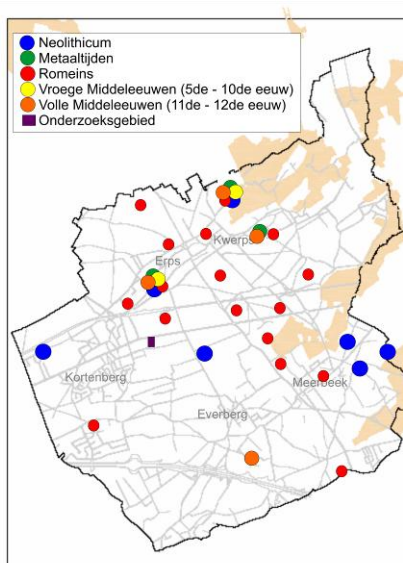 Neolithicum
Metaaltijden
Romeins
Vroege Middeleeuwen (5de - 10de eeuw)
Volle Middeleeuwen (11de - 12de eeuw)
Onderzoeksgebied
Kwerps
Erps
Kortenberg
Meerbeek
Everberg